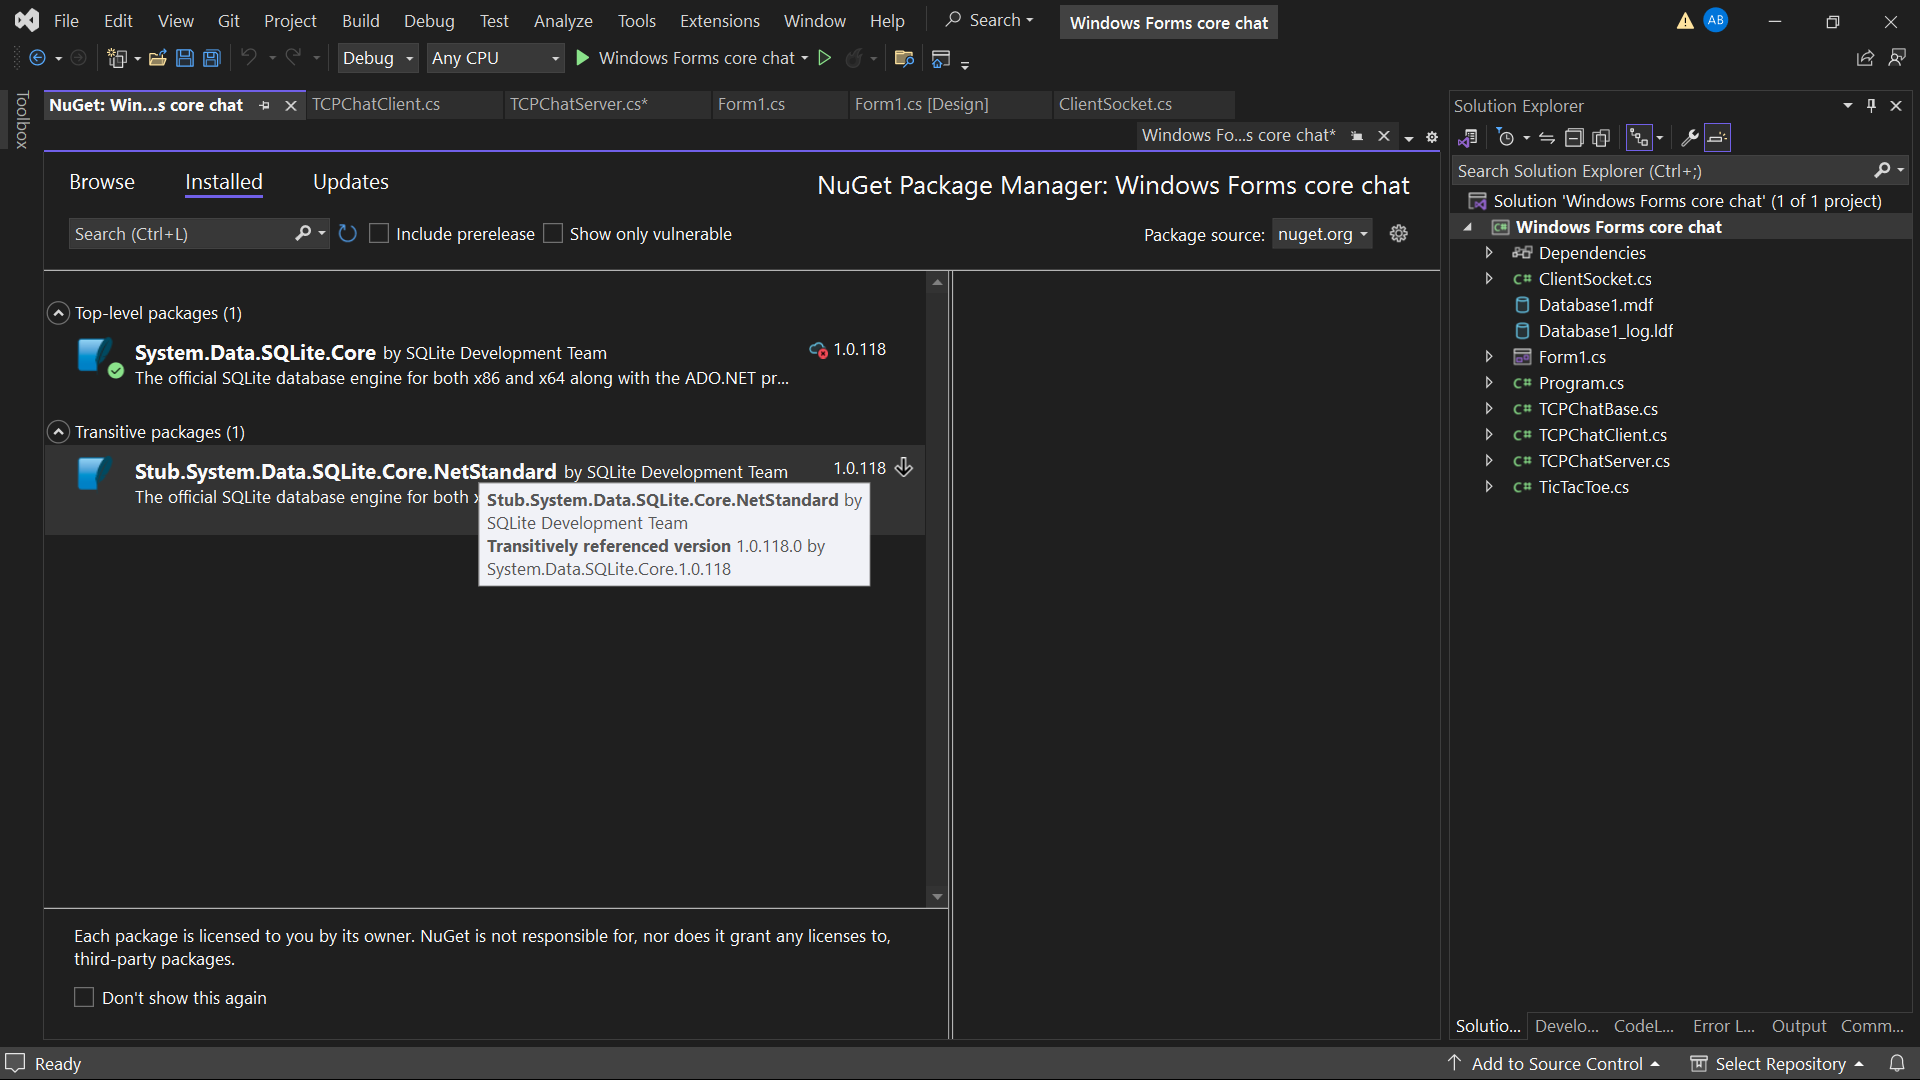 File Edit View Git Project Build Debug Test Analyze Tools Extensions Window Help Search Windows Forms core chat AB
Debug Any CPU Windows Forms core chat
Toolbox
NuGet: Win...s core chat TCPChatClient.cs TCPChatServer.cs* Form1.cs Form1.cs [Design] ClientSocket.cs
Windows Fo...s core chat*
Browse Installed Updates
NuGet Package Manager: Windows Forms core chat
Search (Ctrl+L) Include prerelease Show only vulnerable
Package source: nuget.org
Top-level packages (1)
System.Data.SQLite.Core by SQLite Development Team 1.0.118
The official SQLite database engine for both x86 and x64 along with the ADO.NET pr...
Transitive packages (1)
Stub.System.Data.SQLite.Core.NetStandard by SQLite Development Team 1.0.118
The official SQLite database engine for both
Stub.System.Data.SQLite.Core.NetStandard by
SQLite Development Team
Transitively referenced version 1.0.118.0 by
System.Data.SQLite.Core.1.0.118
Each package is licensed to you by its owner. NuGet is not responsible for, nor does it grant any licenses to,
third-party packages.
Don't show this again
Solution Explorer
Search Solution Explorer (Ctrl+;)
Solution 'Windows Forms core chat' (1 of 1 project)
C# Windows Forms core chat
Dependencies
C# ClientSocket.cs
Database1.mdf
Database1_log.ldf
Form1.cs
C# Program.cs
C# TCPChatBase.cs
C# TCPChatClient.cs
C# TCPChatServer.cs
C# TicTacToe.cs
Solutio... Develo... CodeL... Error L... Output Comm...
Ready
Add to Source Control Select Repository